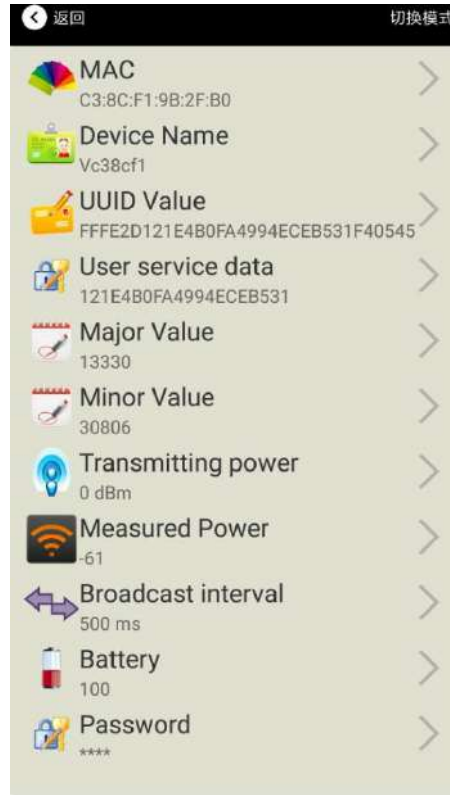 返回 切换模式
MAC
C3:8C:F1:9B:2F:B0
Device Name
Vc38cf1
UUID Value
FFFE2D121E4B0FA4994ECEB531F40545
User service data
121E4B0FA4994ECEB531
Major Value
13330
Minor Value
30806
Transmitting power
0 dBm
Measured Power
-61
Broadcast interval
500 ms
Battery
100
Password
****